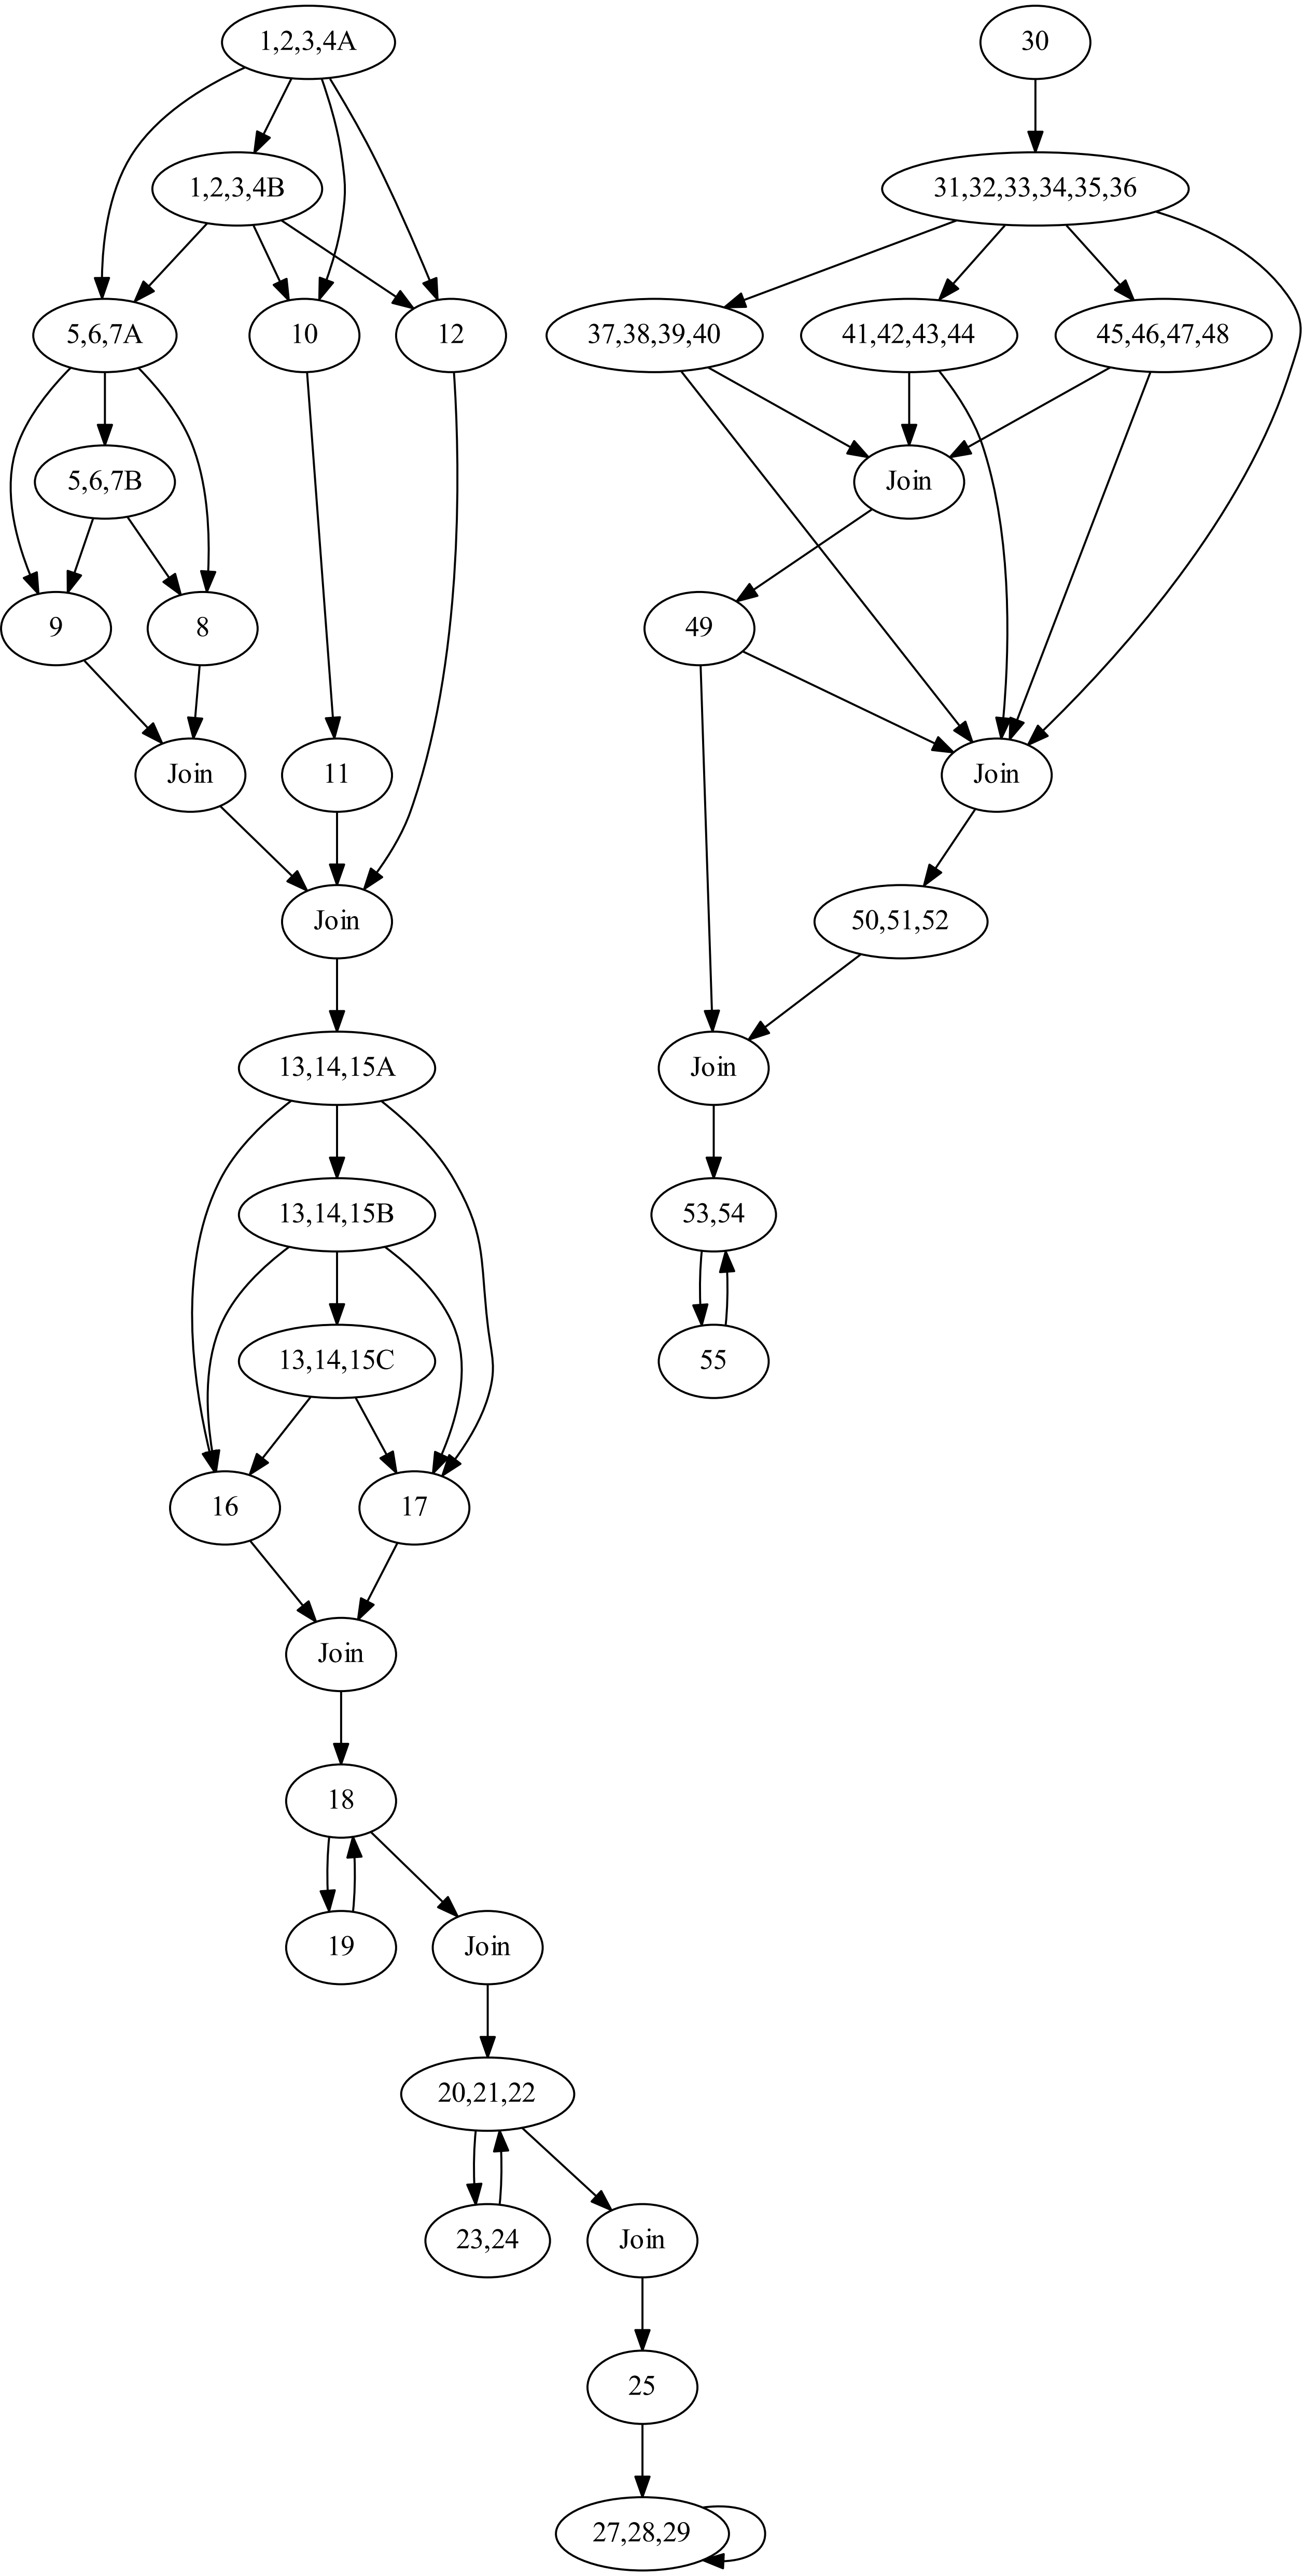 1,2,3,4A
30
1,2,3,4B
31,32,33,34,35,36
5,6,7A
10
12
37,38,39,40
41,42,43,44
45,46,47,48
5,6,7B
Join
9
8
49
Join
11
Join
Join
50,51,52
13,14,15A
Join
13,14,15B
53,54
13,14,15C
55
16
17
Join
18
19
Join
20,21,22
23,24
Join
25
27,28,29